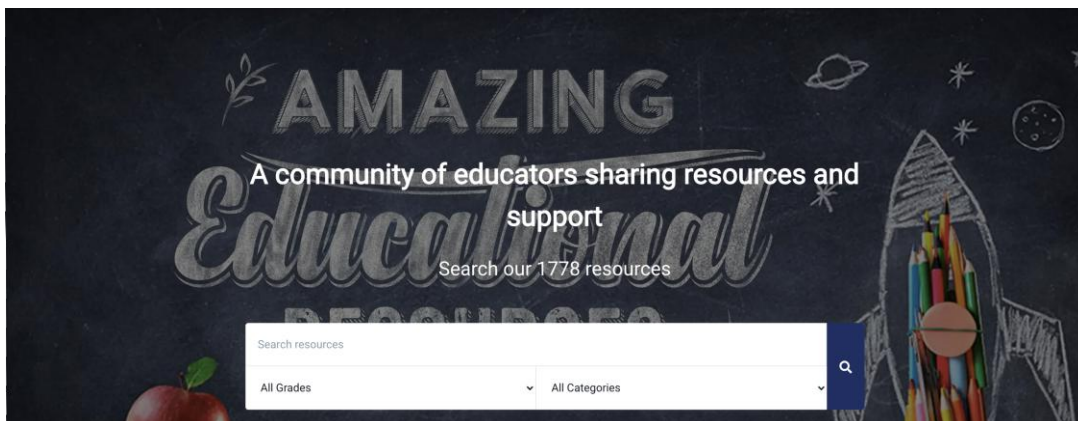 AMAZING
Educational
RESOURCES
A community of educators sharing resources and
support
Search our 1778 resources
Search resources
All Grades
All Categories